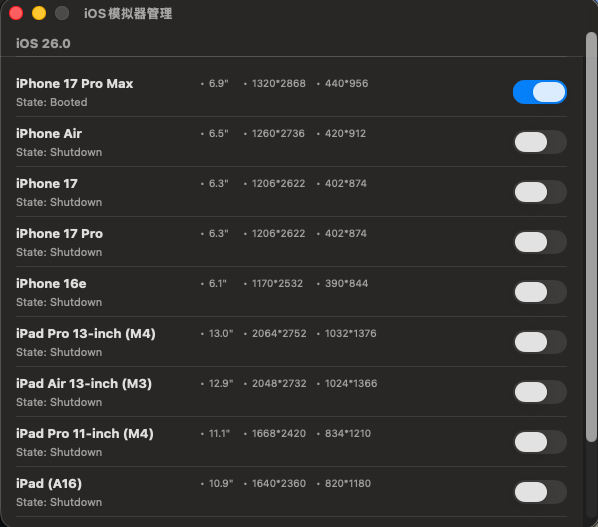 iOS模拟器管理
iOS 26.0
iPhone 17 Pro Max • 6.9" • 1320*2868 • 440*956
State: Booted
iPhone Air • 6.5" • 1260*2736 • 420*912
State: Shutdown
iPhone 17 • 6.3" • 1206*2622 • 402*874
State: Shutdown
iPhone 17 Pro • 6.3" • 1206*2622 • 402*874
State: Shutdown
iPhone 16e • 6.1" • 1170*2532 • 390*844
State: Shutdown
iPad Pro 13-inch (M4) • 13.0" • 2064*2752 • 1032*1376
State: Shutdown
iPad Air 13-inch (M3) • 12.9" • 2048*2732 • 1024*1366
State: Shutdown
iPad Pro 11-inch (M4) • 11.1" • 1668*2420 • 834*1210
State: Shutdown
iPad (A16) • 10.9" • 1640*2360 • 820*1180
State: Shutdown